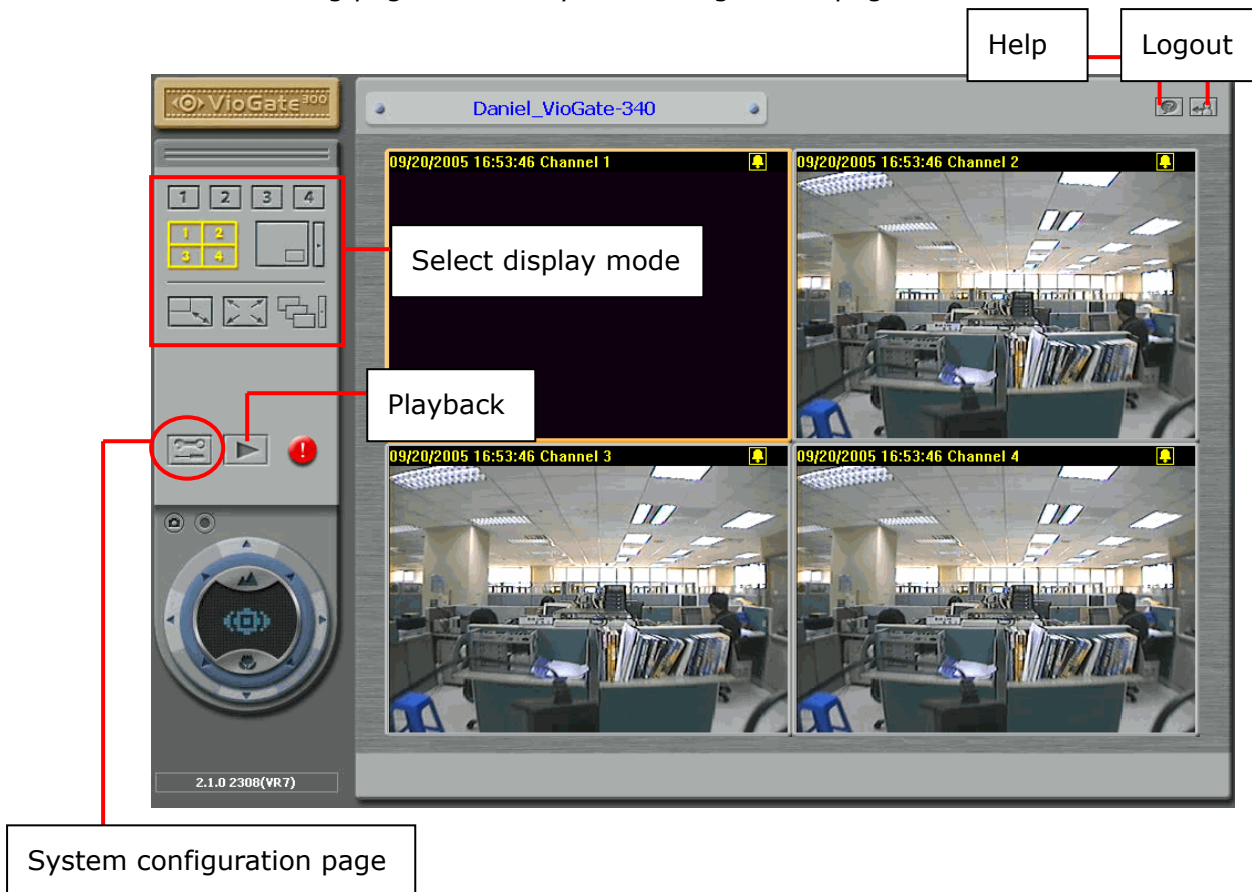 Help
Logout
VioGate 300
Daniel_VioGate-340
09/20/2005 16:53:46 Channel 1
09/20/2005 16:53:46 Channel 2
1 2 3 4
1 2
3 4
Select display mode
Playback
09/20/2005 16:53:46 Channel 3
09/20/2005 16:53:46 Channel 4
2.1.0 2308(VR7)
System configuration page